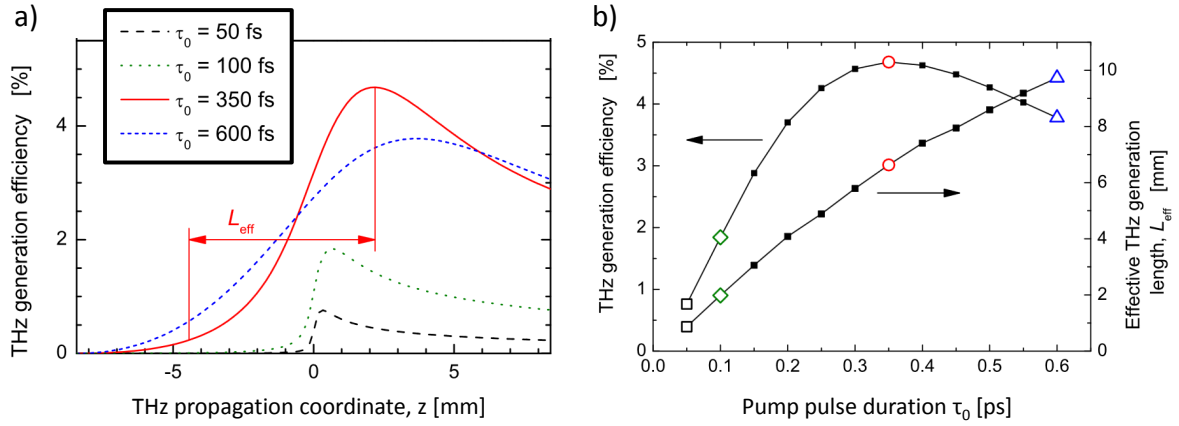 a)
τ0 = 50 fs
τ0 = 100 fs
τ0 = 350 fs
τ0 = 600 fs
THz generation efficiency [%]
4
2
0
Leff
-5 0 5
THz propagation coordinate, z [mm]
b)
THz generation efficiency [%]
5
4
3
2
1
0
10
8
6
4
2
0
Effective THz generation
length, Leff [mm]
0.0 0.1 0.2 0.3 0.4 0.5 0.6
Pump pulse duration τ0 [ps]